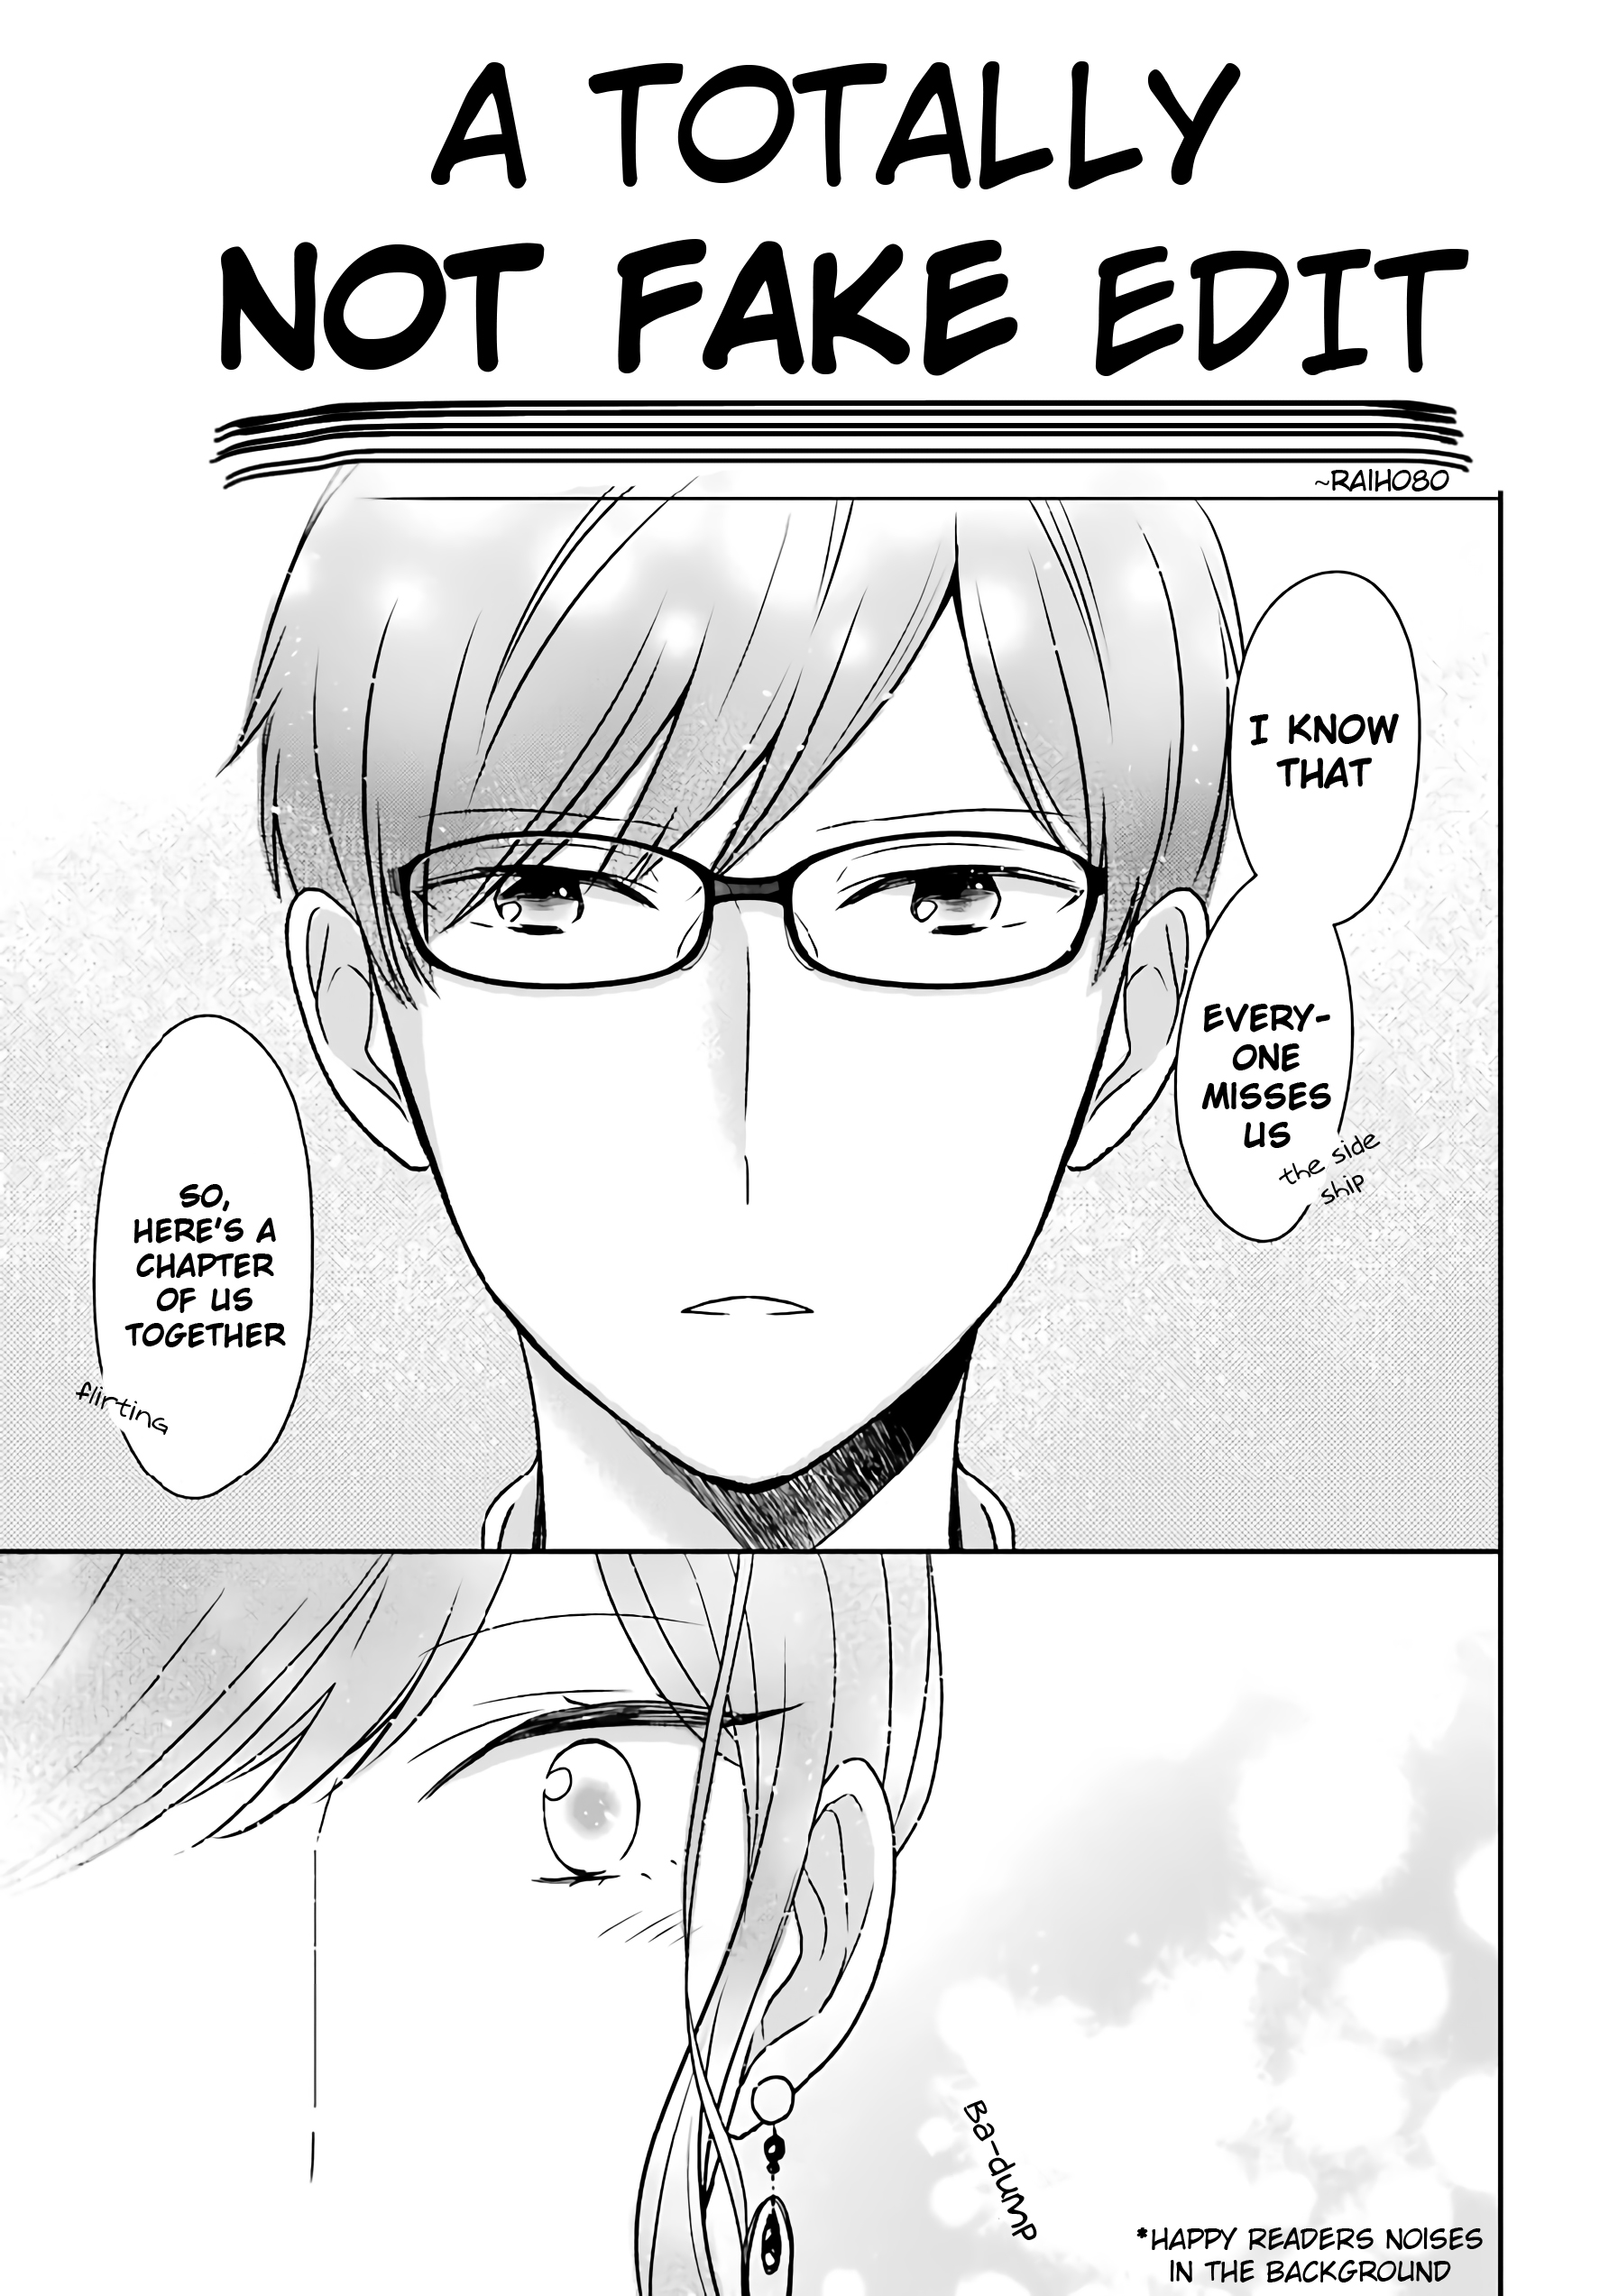 A TOTALLY
NOT FAKE EDIT
~RAIH080
I KNOW
THAT
EVERY-
ONE
MISSES
US
the side
ship
SO,
HERE'S A
CHAPTER
OF US
TOGETHER
flirting
Ba-dump
*HAPPY READERS NOISES
IN THE BACKGROUND